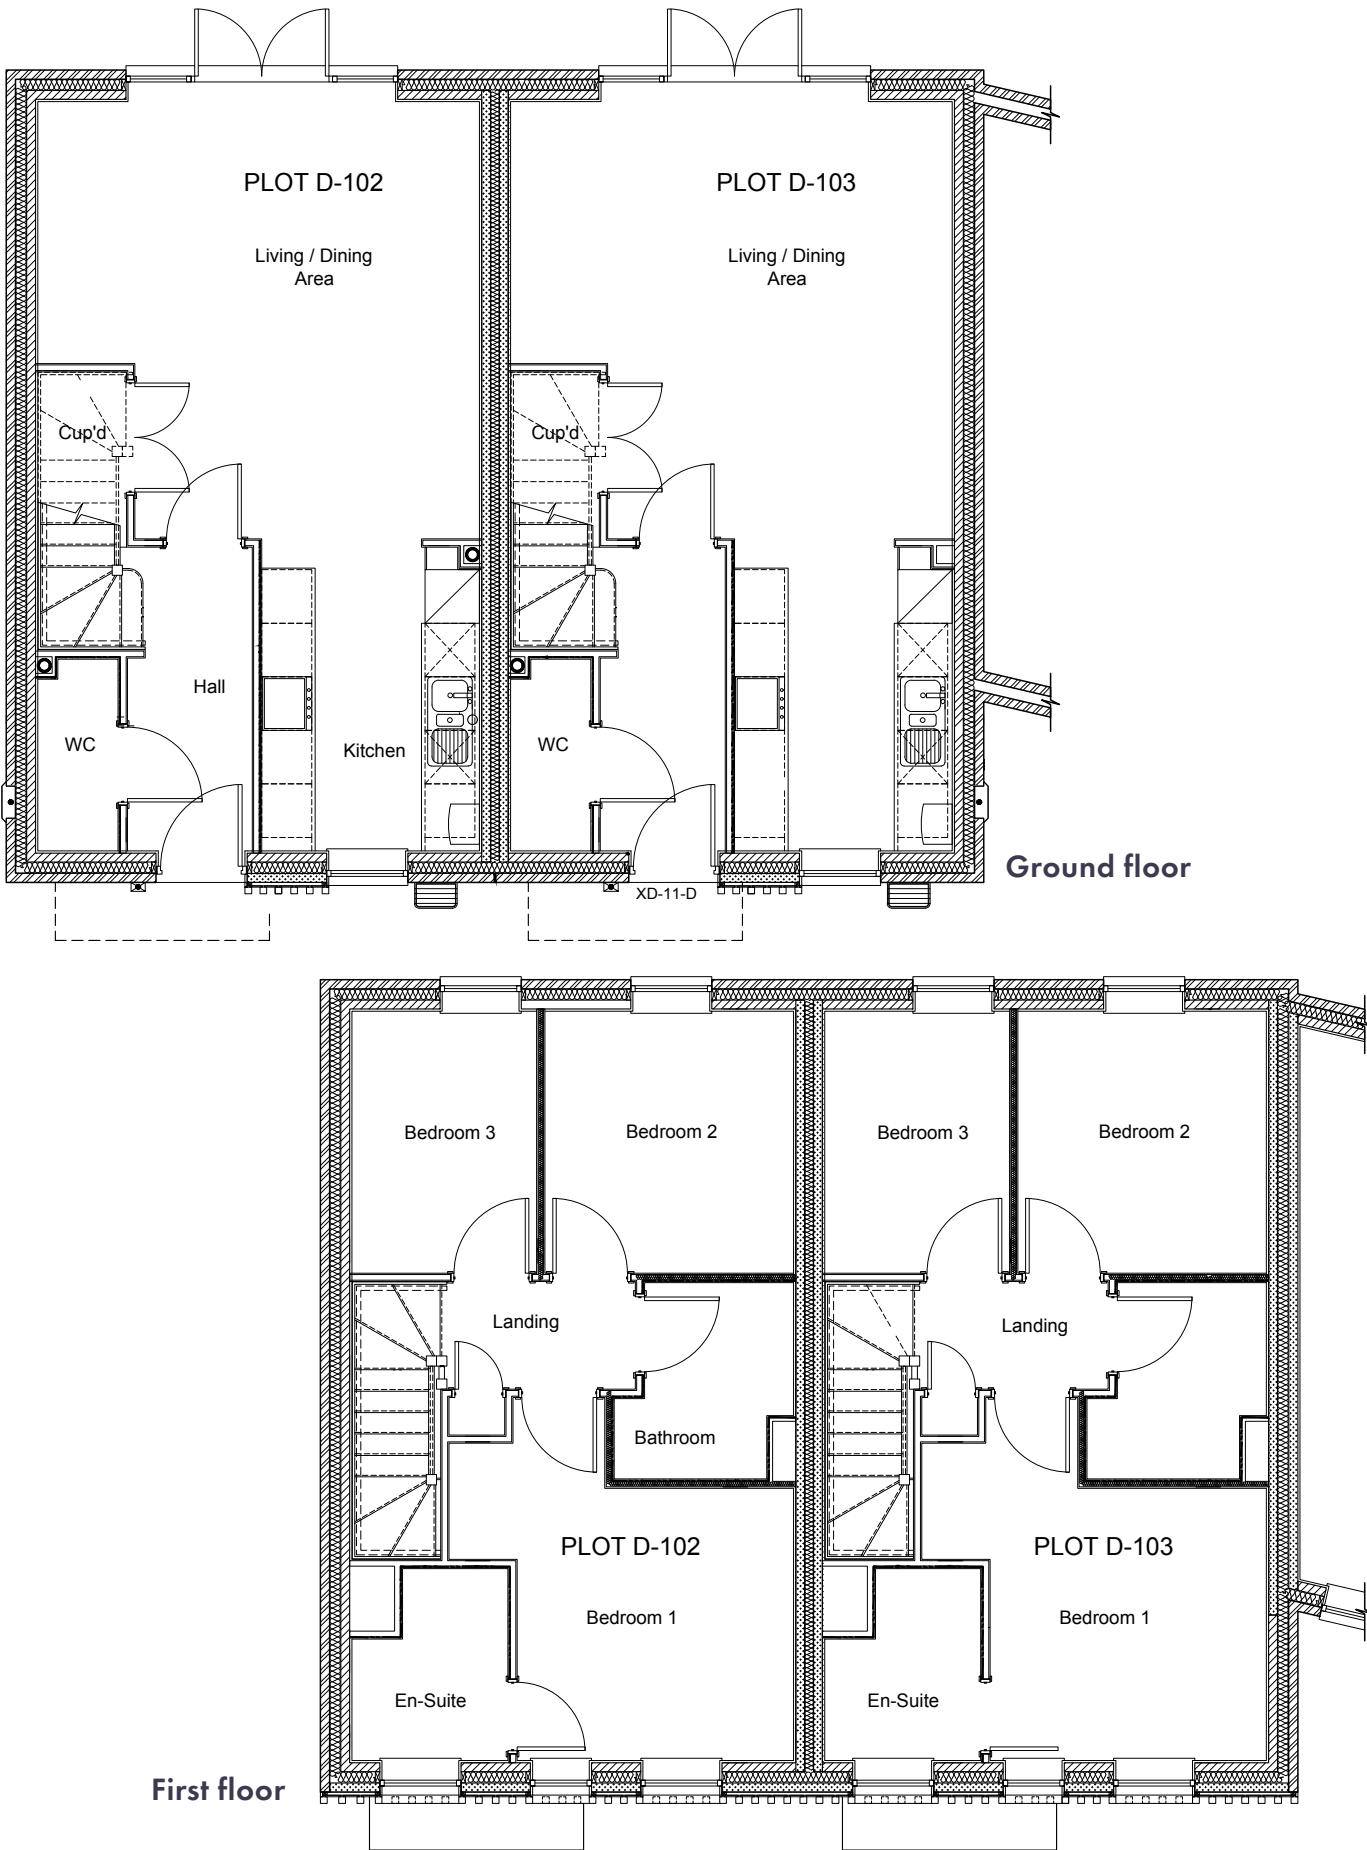 PLOT D-102
PLOT D-103
Living / Dining
Area
Living / Dining
Area
Cup'd
Cup'd
Hall
WC
Kitchen
WC
Ground floor
XD-11-D
Bedroom 3
Bedroom 2
Bedroom 3
Bedroom 2
Landing
Landing
Bathroom
PLOT D-102
PLOT D-103
Bedroom 1
Bedroom 1
En-Suite
En-Suite
First floor